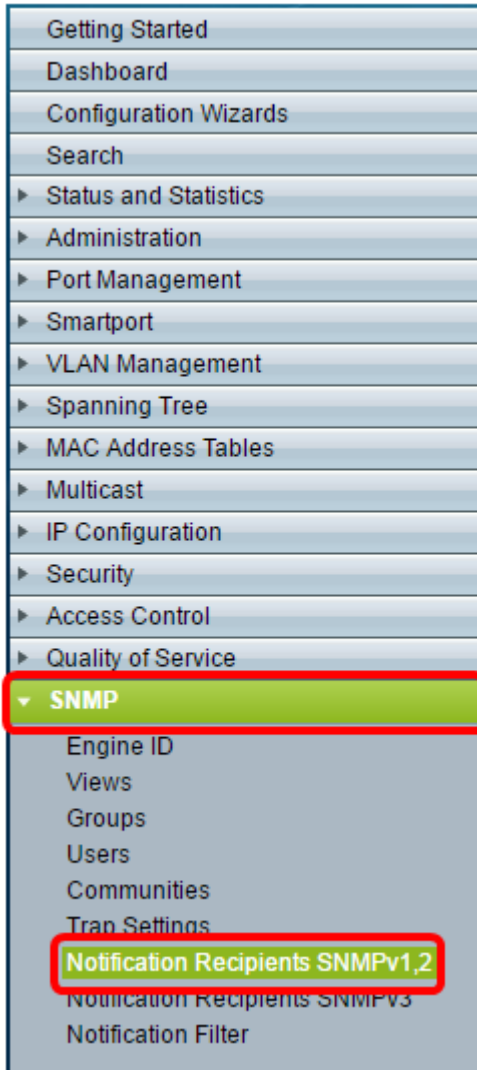 Getting Started
Dashboard
Configuration Wizards
Search
Status and Statistics
Administration
Port Management
Smartport
VLAN Management
Spanning Tree
MAC Address Tables
Multicast
IP Configuration
Security
Access Control
Quality of Service
SNMP
Engine ID
Views
Groups
Users
Communities
Trap Settings
Notification Recipients SNMPv1,2
Notification Recipients SNMPv3
Notification Filter